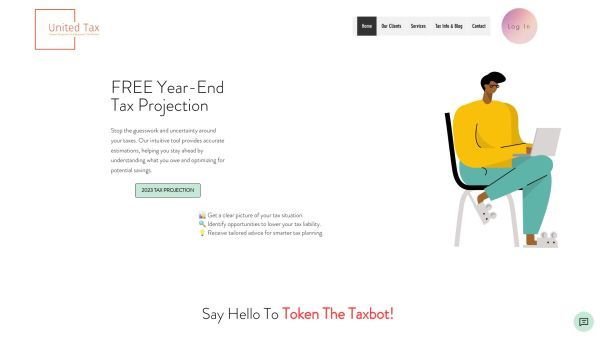 United Tax
Home
Our Clients
Services
Tax Info & Blog
Contact
Log In
FREE Year-End
Tax Projection
Stop the guesswork and uncertainty around
your taxes. Our intuitive tool provides accurate
estimations, helping you stay ahead by
understanding what you owe and optimizing for
potential savings.
2023 TAX PROJECTION
📊 Get a clear picture of your tax situation.
🔍 Identify opportunities to lower your tax liability.
💡 Receive tailored advice for smarter tax planning.
Say Hello To Token The Taxbot!